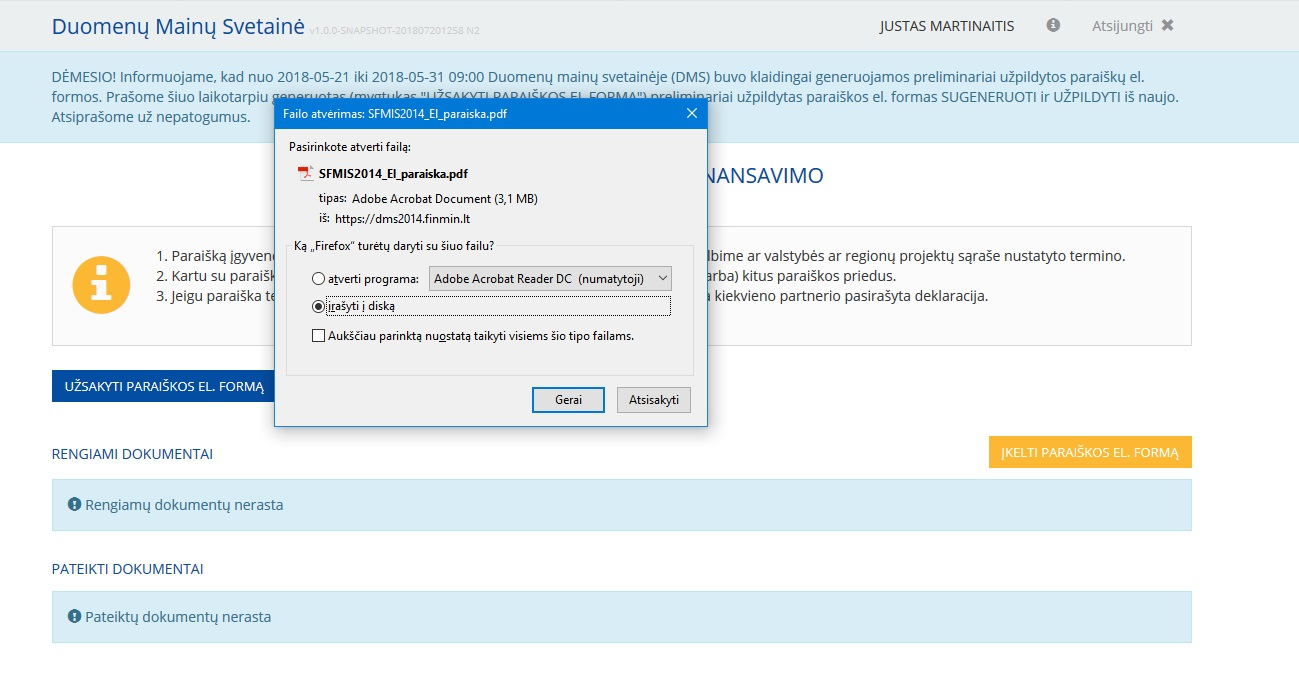 Duomenų Mainų Svetainė v1.0.0-SNAPSHOT-201807201258 N2
JUSTAS MARTINAITIS
Atsijungti
DĖMESIO! Informuojame, kad nuo 2018-05-21 iki 2018-05-31 09:00 Duomenų mainų svetainėje (DMS) buvo klaidingai generuojamos preliminariai užpildytos paraiškų el.
formos. Prašome šiuo laikotarpiu generuotas (mygtukas "UŽSAKYTI PARAIŠKOS EL. FORMĄ") preliminariai užpildytas paraiškos el. formas SUGENERUOTI ir UŽPILDYTI iš naujo.
Atsiprašome už nepatogumus.
Failo atvėrimas: SFMIS2014_El_paraiska.pdf
Pasirinkote atverti failą:
SFMIS2014_El_paraiska.pdf
tipas: Adobe Acrobat Document (3,1 MB)
iš: https://dms2014.finmin.lt
Ką „Firefox“ turėtų daryti su šiuo failu?
atverti programa: Adobe Acrobat Reader DC (numatytoji)
įrašyti į diską
Aukščiau parinktą nuostatą taikyti visiems šio tipo failams.
Gerai
Atsisakyti
NANSAVIMO
1. Paraišką įgyven
lbime ar valstybės ar regionų projektų sąraše nustatyto termino.
2. Kartu su paraišk
arba) kitus paraiškos priedus.
3. Jeigu paraiška te
a kiekvieno partnerio pasirašyta deklaracija.
UŽSAKYTI PARAIŠKOS EL. FORMĄ
RENGIAMI DOKUMENTAI
ĮKELTI PARAIŠKOS EL. FORMĄ
Rengiamų dokumentų nerasta
PATEIKTI DOKUMENTAI
Pateiktų dokumentų nerasta